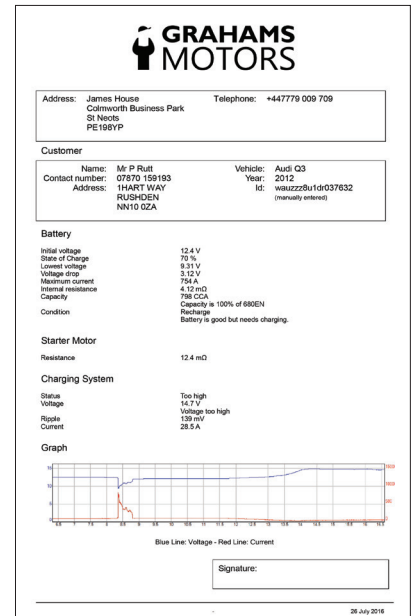 GRAHAMS
MOTORS
Address: James House
Colmworth Business Park
St Neots
PE198YP
Telephone: +447779 009 709
Customer
Name: Mr P Rutt
Contact number: 07870 159193
Address: 1HART WAY
RUSHDEN
NN10 0ZA
Vehicle: Audi Q3
Year: 2012
Id: wauzzz8u1dr037632
(manually entered)
Battery
Initial voltage 12.4 V
State of Charge 70 %
Lowest voltage 9.31 V
Voltage drop 3.12 V
Maximum current 754 A
Internal resistance 4.12 mΩ
Capacity 798 CCA
Capacity is 100% of 680EN
Condition Recharge
Battery is good but needs charging.
Starter Motor
Resistance 12.4 mΩ
Charging System
Status Too high
Voltage 14.7 V
Voltage too high
Ripple 139 mV
Current 28.5 A
Graph
Blue Line: Voltage - Red Line: Current
Signature:
26 July 2016